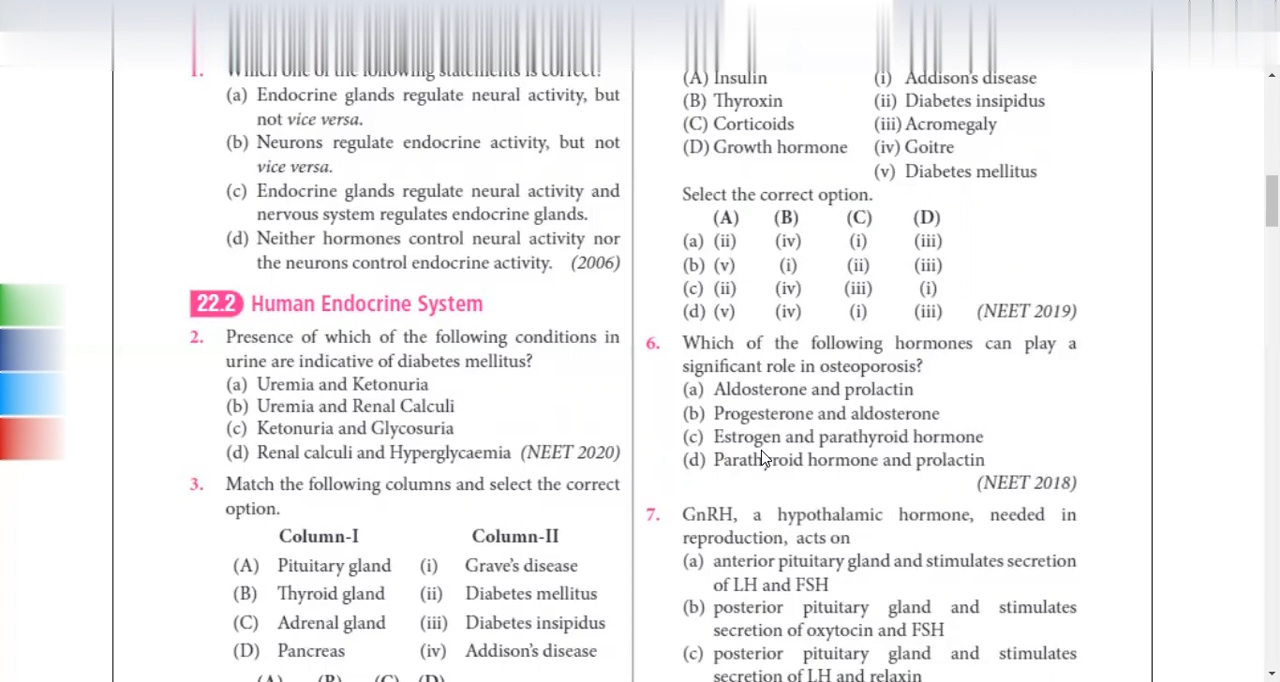 1. Which one of the following statements is correct?
(a) Endocrine glands regulate neural activity, but
not vice versa.
(b) Neurons regulate endocrine activity, but not
vice versa.
(c) Endocrine glands regulate neural activity and
nervous system regulates endocrine glands.
(d) Neither hormones control neural activity nor
the neurons control endocrine activity. (2006)
22.2 Human Endocrine System
2. Presence of which of the following conditions in
urine are indicative of diabetes mellitus?
(a) Uremia and Ketonuria
(b) Uremia and Renal Calculi
(c) Ketonuria and Glycosuria
(d) Renal calculi and Hyperglycaemia (NEET 2020)
3. Match the following columns and select the correct
option.
Column-I Column-II
(A) Pituitary gland (i) Grave's disease
(B) Thyroid gland (ii) Diabetes mellitus
(C) Adrenal gland (iii) Diabetes insipidus
(D) Pancreas (iv) Addison's disease
(A) (B) (C) (D)
(A) Insulin (i) Addison's disease
(B) Thyroxin (ii) Diabetes insipidus
(C) Corticoids (iii) Acromegaly
(D) Growth hormone (iv) Goitre
(v) Diabetes mellitus
Select the correct option.
(A) (B) (C) (D)
(a) (ii) (iv) (i) (iii)
(b) (v) (i) (ii) (iii)
(c) (ii) (iv) (iii) (i)
(d) (v) (iv) (i) (iii) (NEET 2019)
6. Which of the following hormones can play a
significant role in osteoporosis?
(a) Aldosterone and prolactin
(b) Progesterone and aldosterone
(c) Estrogen and parathyroid hormone
(d) Parathyroid hormone and prolactin
(NEET 2018)
7. GnRH, a hypothalamic hormone, needed in
reproduction, acts on
(a) anterior pituitary gland and stimulates secretion
of LH and FSH
(b) posterior pituitary gland and stimulates
secretion of oxytocin and FSH
(c) posterior pituitary gland and stimulates
secretion of LH and relaxin